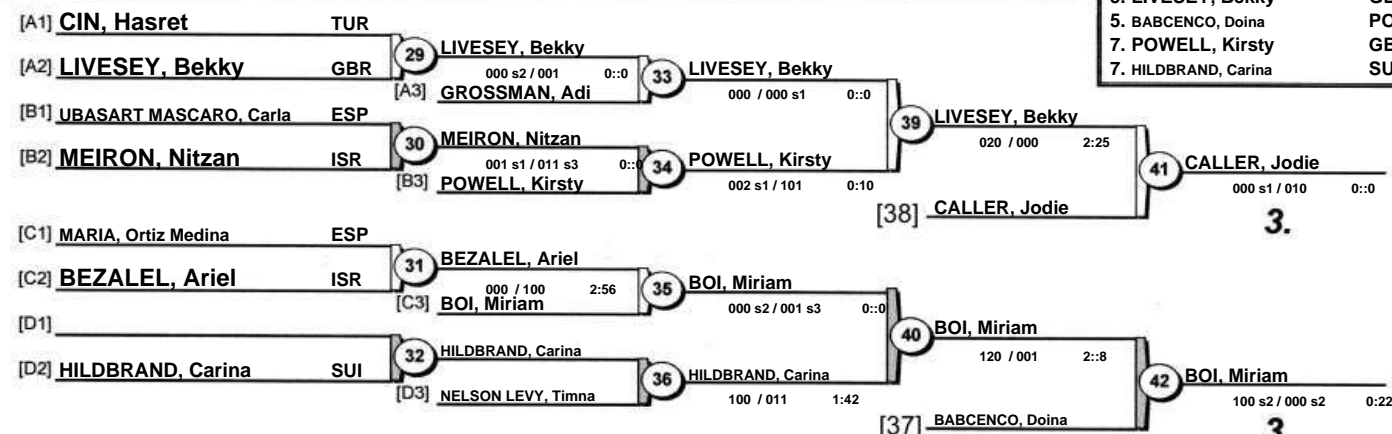 [A1] CIN, Hasret TUR
[A2] LIVESEY, Bekky GBR
29 LIVESEY, Bekky
000 s2 / 001 0::0
[A3] GROSSMAN, Adi
33 LIVESEY, Bekky
000 / 000 s1 0::0
[B1] UBASART MASCARO, Carla ESP
[B2] MEIRON, Nitzan ISR
30 MEIRON, Nitzan
001 s1 / 011 s3 0::0
[B3] POWELL, Kirsty
34 POWELL, Kirsty
002 s1 / 101 0:10
39 LIVESEY, Bekky
020 / 000 2:25
[38] CALLER, Jodie
41 CALLER, Jodie
000 s1 / 010 0::0
3.
[C1] MARIA, Ortiz Medina ESP
[C2] BEZALEL, Ariel ISR
31 BEZALEL, Ariel
000 / 100 2:56
[C3] BOI, Miriam
35 BOI, Miriam
000 s2 / 001 s3 0::0
[D1]
[D2] HILDBRAND, Carina SUI
32 HILDBRAND, Carina
[D3] NELSON LEVY, Timna
36 HILDBRAND, Carina
100 / 011 1:42
40 BOI, Miriam
120 / 001 2::8
[37] BABCENCO, Doina
42 BOI, Miriam
100 s2 / 000 s2 0:22
5. BABCENCO, Doina PO
7. POWELL, Kirsty
7. HILDBRAND, Carina SU